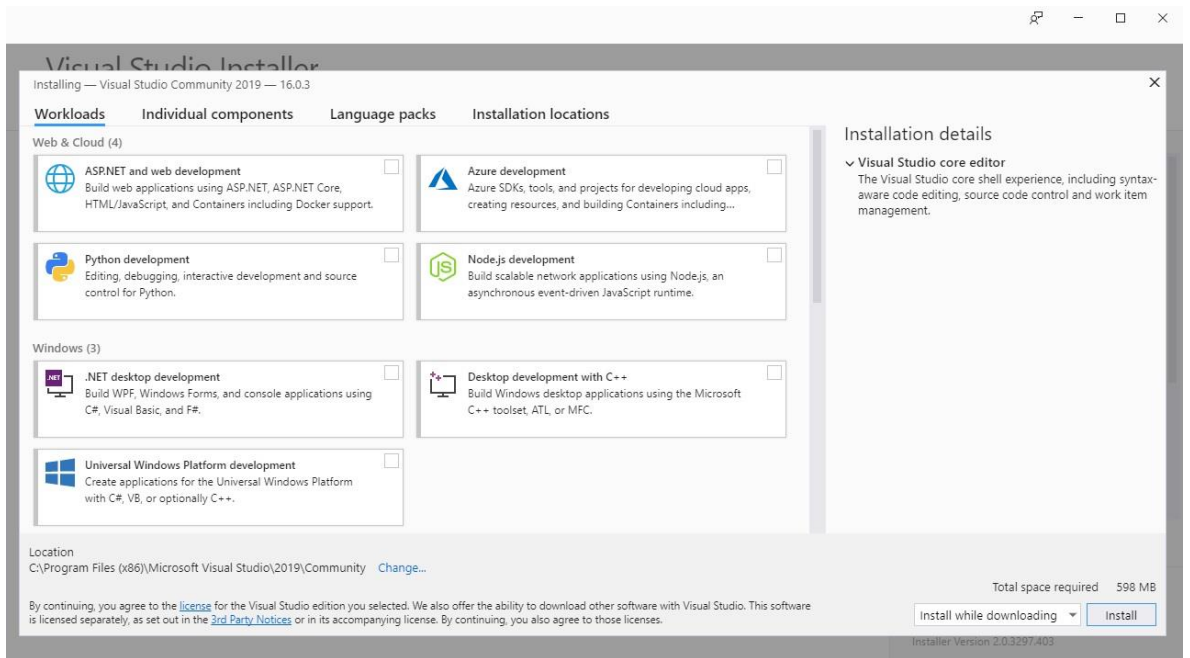 Visual Studio Installer
Installing — Visual Studio Community 2019 — 16.0.3
Workloads Individual components Language packs Installation locations
Web & Cloud (4)
ASP.NET and web development
Build web applications using ASP.NET, ASP.NET Core,
HTML/JavaScript, and Containers including Docker support.
Azure development
Azure SDKs, tools, and projects for developing cloud apps,
creating resources, and building Containers including...
Python development
Editing, debugging, interactive development and source
control for Python.
JS
Node.js development
Build scalable network applications using Node.js, an
asynchronous event-driven JavaScript runtime.
Windows (3)
.NET
.NET desktop development
Build WPF, Windows Forms, and console applications using
C#, Visual Basic, and F#.
Desktop development with C++
Build Windows desktop applications using the Microsoft
C++ toolset, ATL, or MFC.
Universal Windows Platform development
Create applications for the Universal Windows Platform
with C#, VB, or optionally C++.
Installation details
Visual Studio core editor
The Visual Studio core shell experience, including syntax-
aware code editing, source code control and work item
management.
Location
C:\Program Files (x86)\Microsoft Visual Studio\2019\Community Change...
By continuing, you agree to the license for the Visual Studio edition you selected. We also offer the ability to download other software with Visual Studio. This software
is licensed separately, as set out in the 3rd Party Notices or in its accompanying license. By continuing, you also agree to those licenses.
Total space required 598 MB
Install while downloading Install
Installer Version 2.0.3297.403